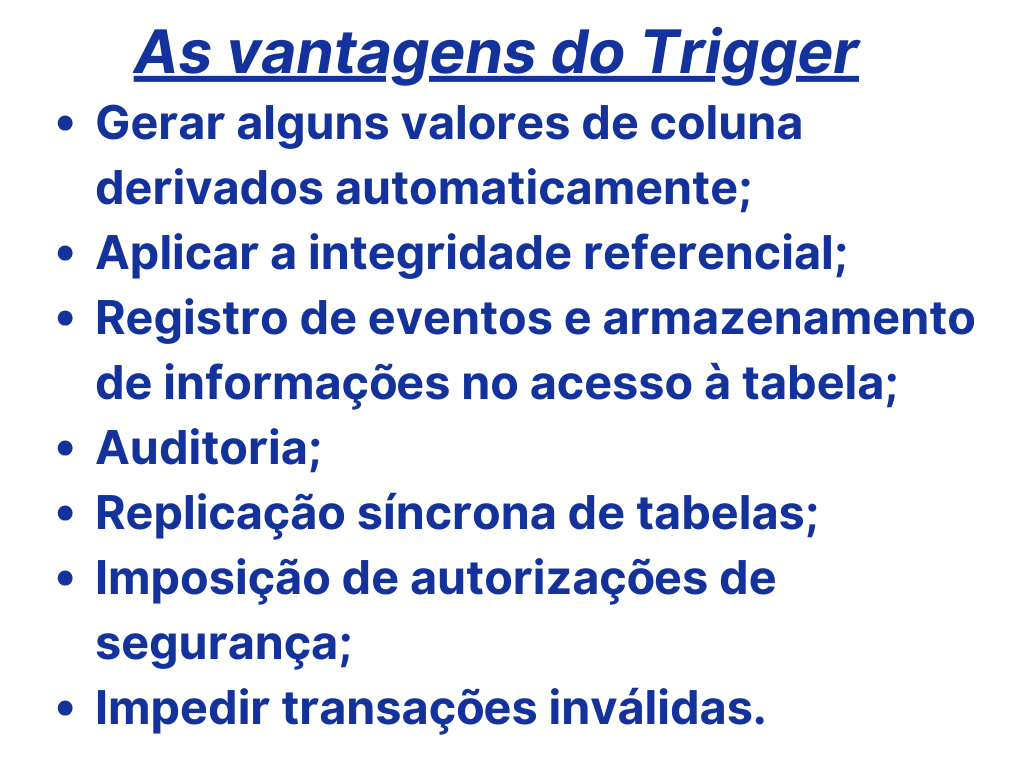 As vantagens do Trigger
• Gerar alguns valores de coluna
derivados automaticamente;
• Aplicar a integridade referencial;
• Registro de eventos e armazenamento
de informações no acesso à tabela;
• Auditoria;
• Replicação síncrona de tabelas;
• Imposição de autorizações de
segurança;
• Impedir transações inválidas.